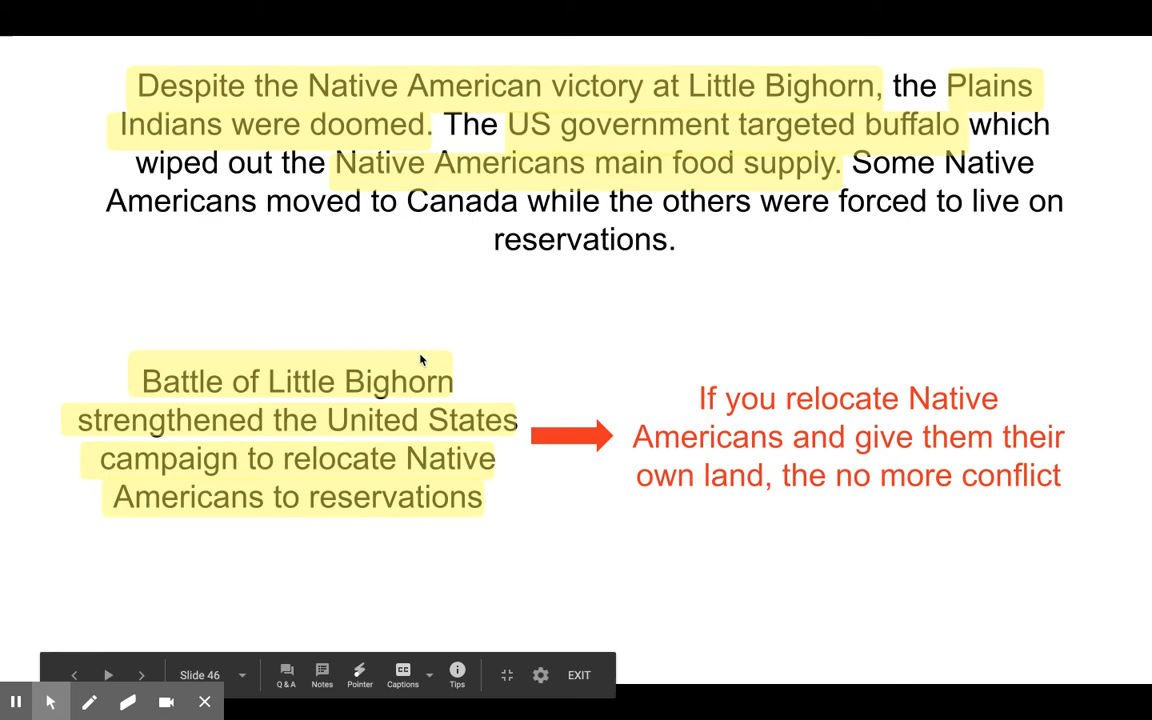 Despite the Native American victory at Little Bighorn, the Plains
Indians were doomed. The US government targeted buffalo which
wiped out the Native Americans main food supply. Some Native
Americans moved to Canada while the others were forced to live on
reservations.
Battle of Little Bighorn
strengthened the United States
campaign to relocate Native
Americans to reservations
If you relocate Native
Americans and give them their
own land, the no more conflict
Slide 46
Q & A
Notes
Pointer
CC
Captions
Tips
EXIT